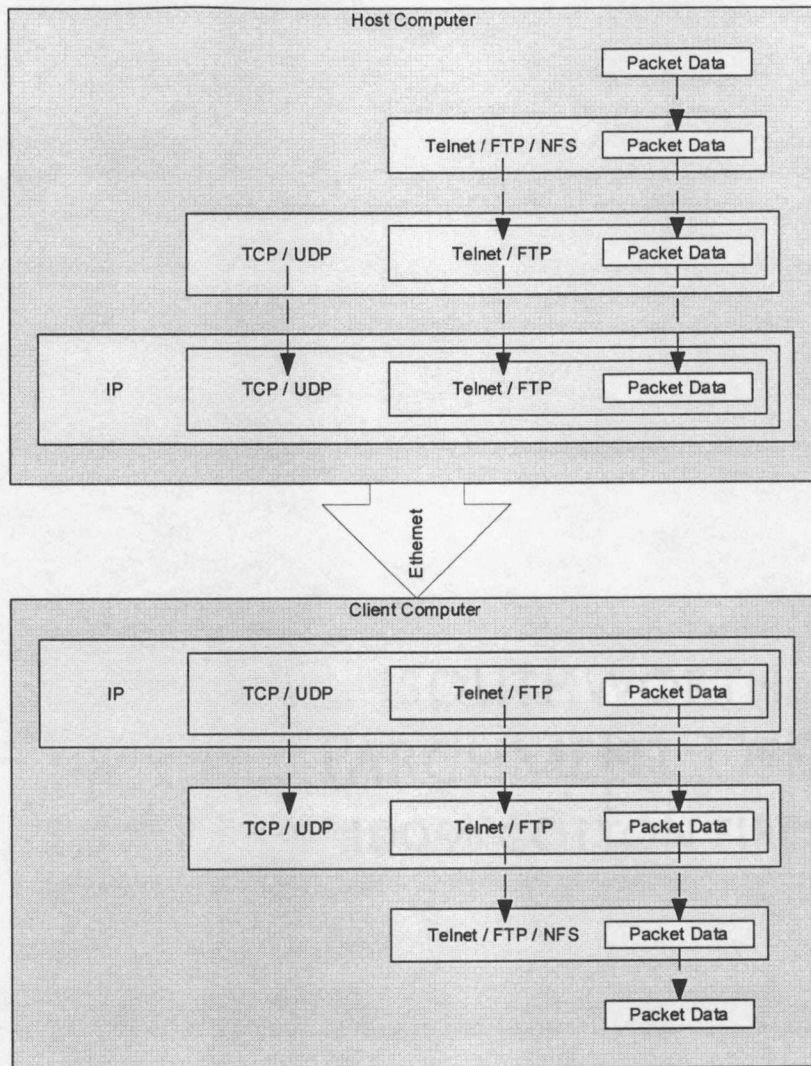 Host Computer
Packet Data
Telnet / FTP / NFS Packet Data
TCP / UDP Telnet / FTP Packet Data
IP TCP / UDP Telnet / FTP Packet Data
Ethernet
Client Computer
IP TCP / UDP Telnet / FTP Packet Data
TCP / UDP Telnet / FTP Packet Data
Telnet / FTP / NFS Packet Data
Packet Data